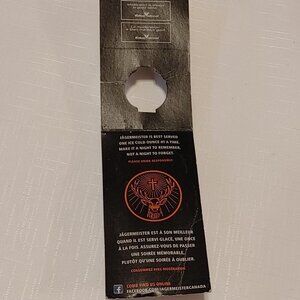 JÄGERMEISTER IS BEST SERVED
ONE ICE COLD OUNCE AT A TIME.
MAKE IT A NIGHT TO REMEMBER,
NOT A NIGHT TO FORGET.
PLEASE DRINK RESPONSIBLY
JÄGERMEISTER EST À SON MEILLEUR
QUAND IL EST SERVI GLACÉ, UNE ONCE
À LA FOIS. ASSUREZ-VOUS DE PASSER
UNE SOIRÉE MÉMORABLE,
PLUTÔT QU'UNE SOIRÉE À OUBLIER.
CONSOMMEZ AVEC MODÉRATION
COME FIND US ONLINE
FACEBOOK.COM/JAGERMEISTERCANADA